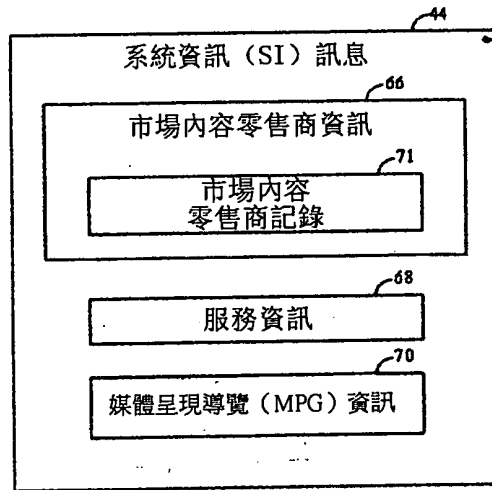 44
系統資訊（SI）訊息
66
市場內容零售商資訊
71
市場內容
零售商記錄
68
服務資訊
70
媒體呈現導覽（MPG）資訊